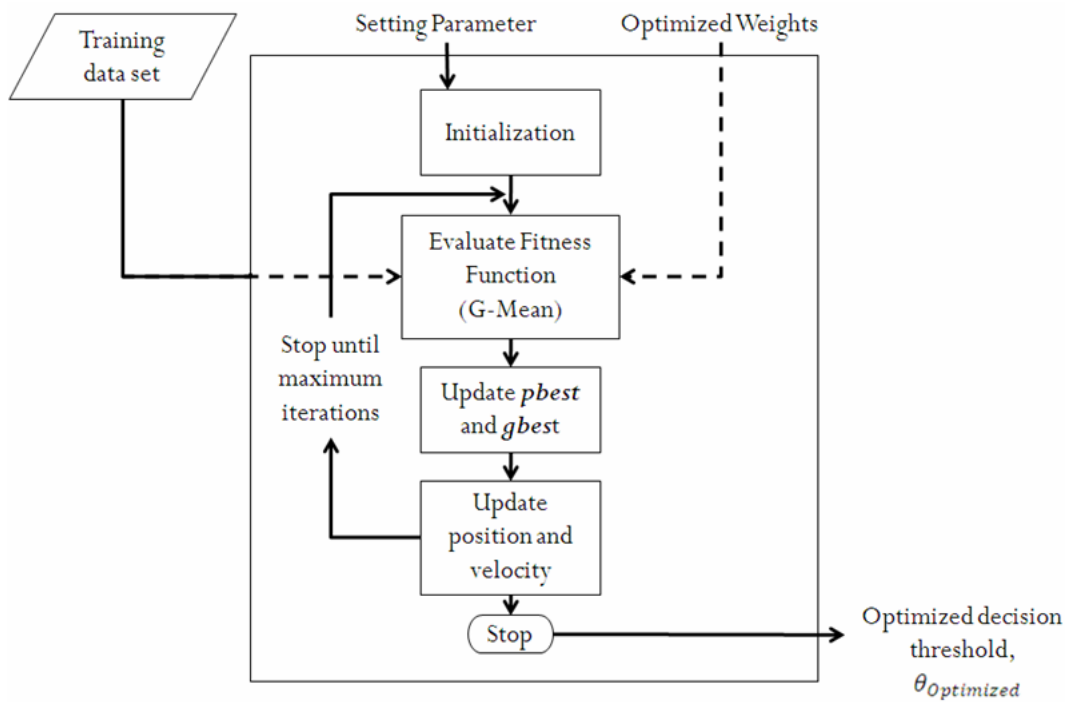 Training
data set
Setting Parameter
Optimized Weights
Initialization
Evaluate Fitness
Function
(G-Mean)
Stop until
maximum
iterations
Update pbest
and gbest
Update
position and
velocity
Stop
Optimized decision
threshold,
θOptimized